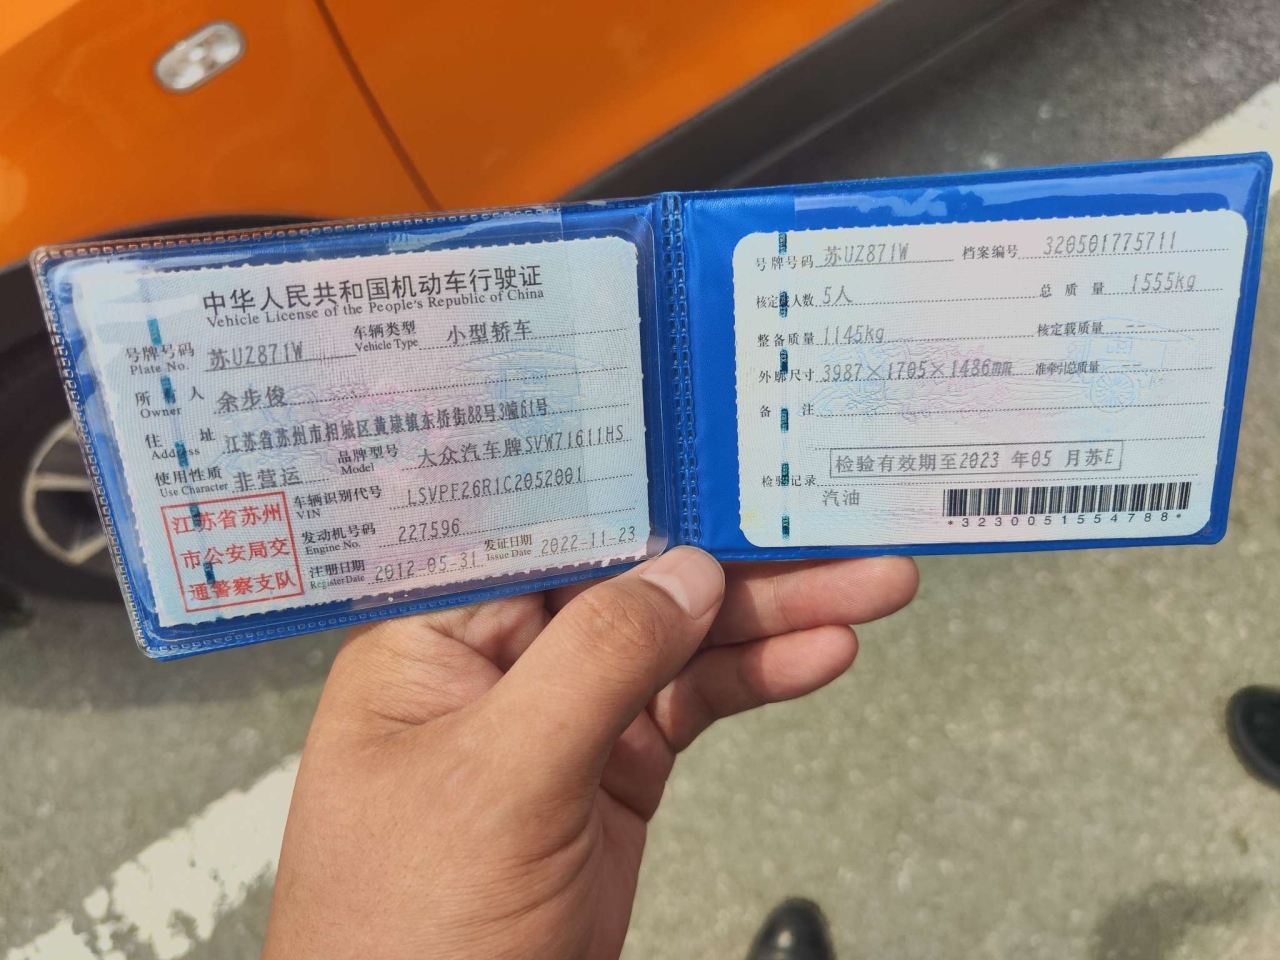 中华人民共和国机动车行驶证
Vehicle License of the People's Republic of China
号牌号码 苏UZ871W 车辆类型 小型轿车
Plate No. Vehicle Type
所有人 余步俊
Owner
住址 江苏省苏州市相城区黄埭镇东桥街88号3幢61号
Address
使用性质 非营运 品牌型号 大众汽车牌SVW71611HS
Use Character Model
江苏省苏州
市公安局交
通警察支队
车辆识别代号 LSVPF26R1C2052001
VIN
发动机号码 227596
Engine No.
注册日期 2012-05-31 发证日期 2022-11-23
Register Date Issue Date
号牌号码 苏UZ871W 档案编号 320501775711
核定载人数 5人 总质量 1555kg
整备质量 1145kg 核定载质量 --
外廓尺寸 3987×1705×1486mm 准牵引总质量 --
备注
检验有效期至2023年05月苏E
检验记录
汽油
*3230051554788*